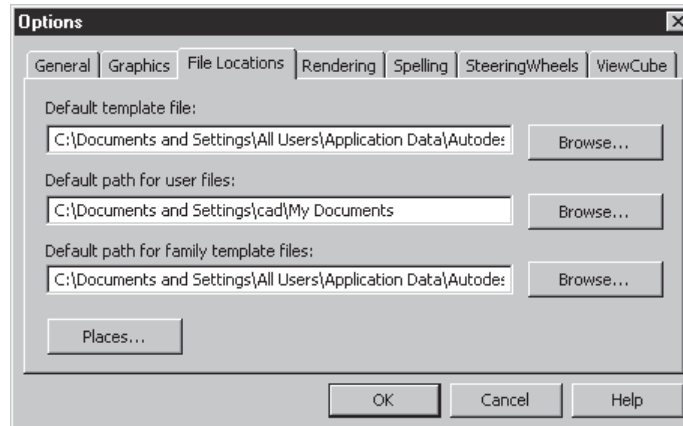 Options
General Graphics File Locations Rendering Spelling SteeringWheels ViewCube
Default template file:
C:\Documents and Settings\All Users\Application Data\Autodes
Browse...
Default path for user files:
C:\Documents and Settings\cad\My Documents
Browse...
Default path for family template files:
C:\Documents and Settings\All Users\Application Data\Autodes
Browse...
Places...
OK Cancel Help